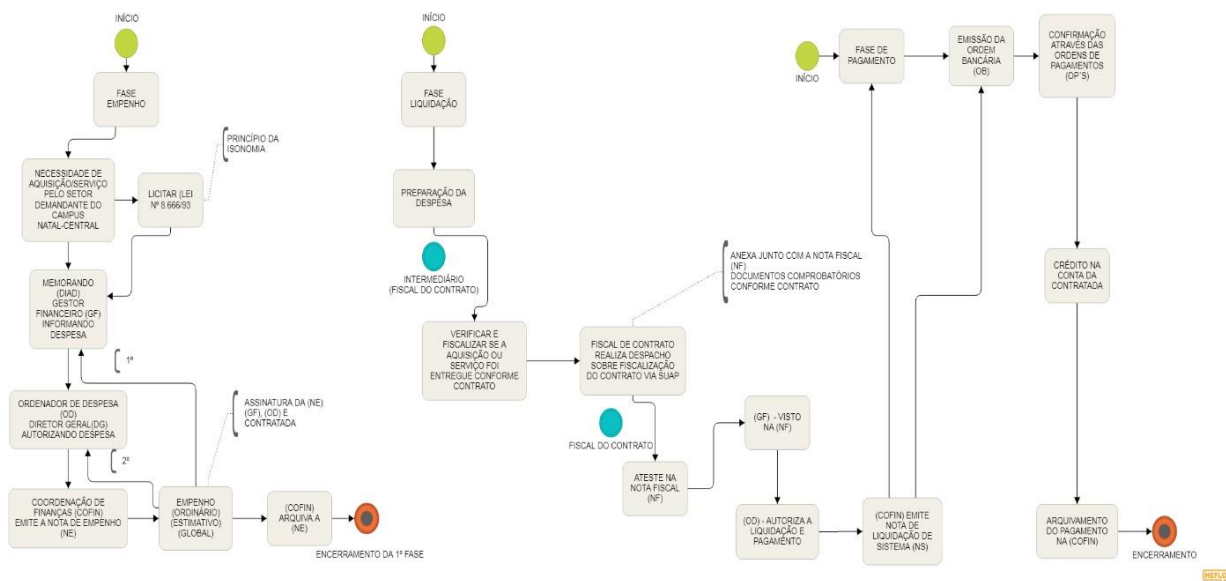 INÍCIO
FASE
EMPENHO
NECESSIDADE DE
AQUISIÇÃO/SERVIÇO
PELO SETOR
DEMANDANTE DO
CAMPUS
NATAL-CENTRAL
LICITAR (LEI
Nº 8.666/93
PRINCÍPIO DA
ISONOMIA
MEMORANDO
(DIAD)
GESTOR
FINANCEIRO (GF)
INFORMANDO
DESPESA
1º
ORDENADOR DE DESPESA
(OD)
DIRETOR GERAL(DG)
AUTORIZANDO DESPESA
2º
ASSINATURA DA (NE)
(GF), (OD) E
CONTRATADA
COORDENAÇÃO DE
FINANÇAS (COFIN)
EMITE A NOTA DE EMPENHO
(NE)
EMPENHO
(ORDINÁRIO)
(ESTIMATIVO)
(GLOBAL)
(COFIN)
ARQUIVA A
(NE)
ENCERRAMENTO DA 1º FASE
INÍCIO
FASE
LIQUIDAÇÃO
PREPARAÇÃO DA
DESPESA
INTERMEDIÁRIO
(FISCAL DO CONTRATO)
VERIFICAR E
FISCALIZAR SE A
AQUISIÇÃO OU
SERVIÇO FOI
ENTREGUE CONFORME
CONTRATO
FISCAL DE CONTRATO
REALIZA DESPACHO
SOBRE FISCALIZAÇÃO
DO CONTRATO VIA SUAP
ANEXA JUNTO COM A NOTA FISCAL
(NF)
DOCUMENTOS COMPROBATÓRIOS
CONFORME CONTRATO
FISCAL DO CONTRATO
ATESTE NA
NOTA FISCAL
(NF)
(GF) - VISTO
NA (NF)
(OD) - AUTORIZA A
LIQUIDAÇÃO E
PAGAMENTO
(COFIN) EMITE
NOTA DE
LIQUIDAÇÃO DE
SISTEMA (NS)
INÍCIO
FASE DE
PAGAMENTO
EMISSÃO DA
ORDEM
BANCÁRIA
(OB)
CONFIRMAÇÃO
ATRAVÉS DAS
ORDENS DE
PAGAMENTOS
(OP´S)
CRÉDITO NA
CONTA DA
CONTRATADA
ARQUIVAMENTO
DO PAGAMENTO
NA (COFIN)
ENCERRAMENTO
HEFLO